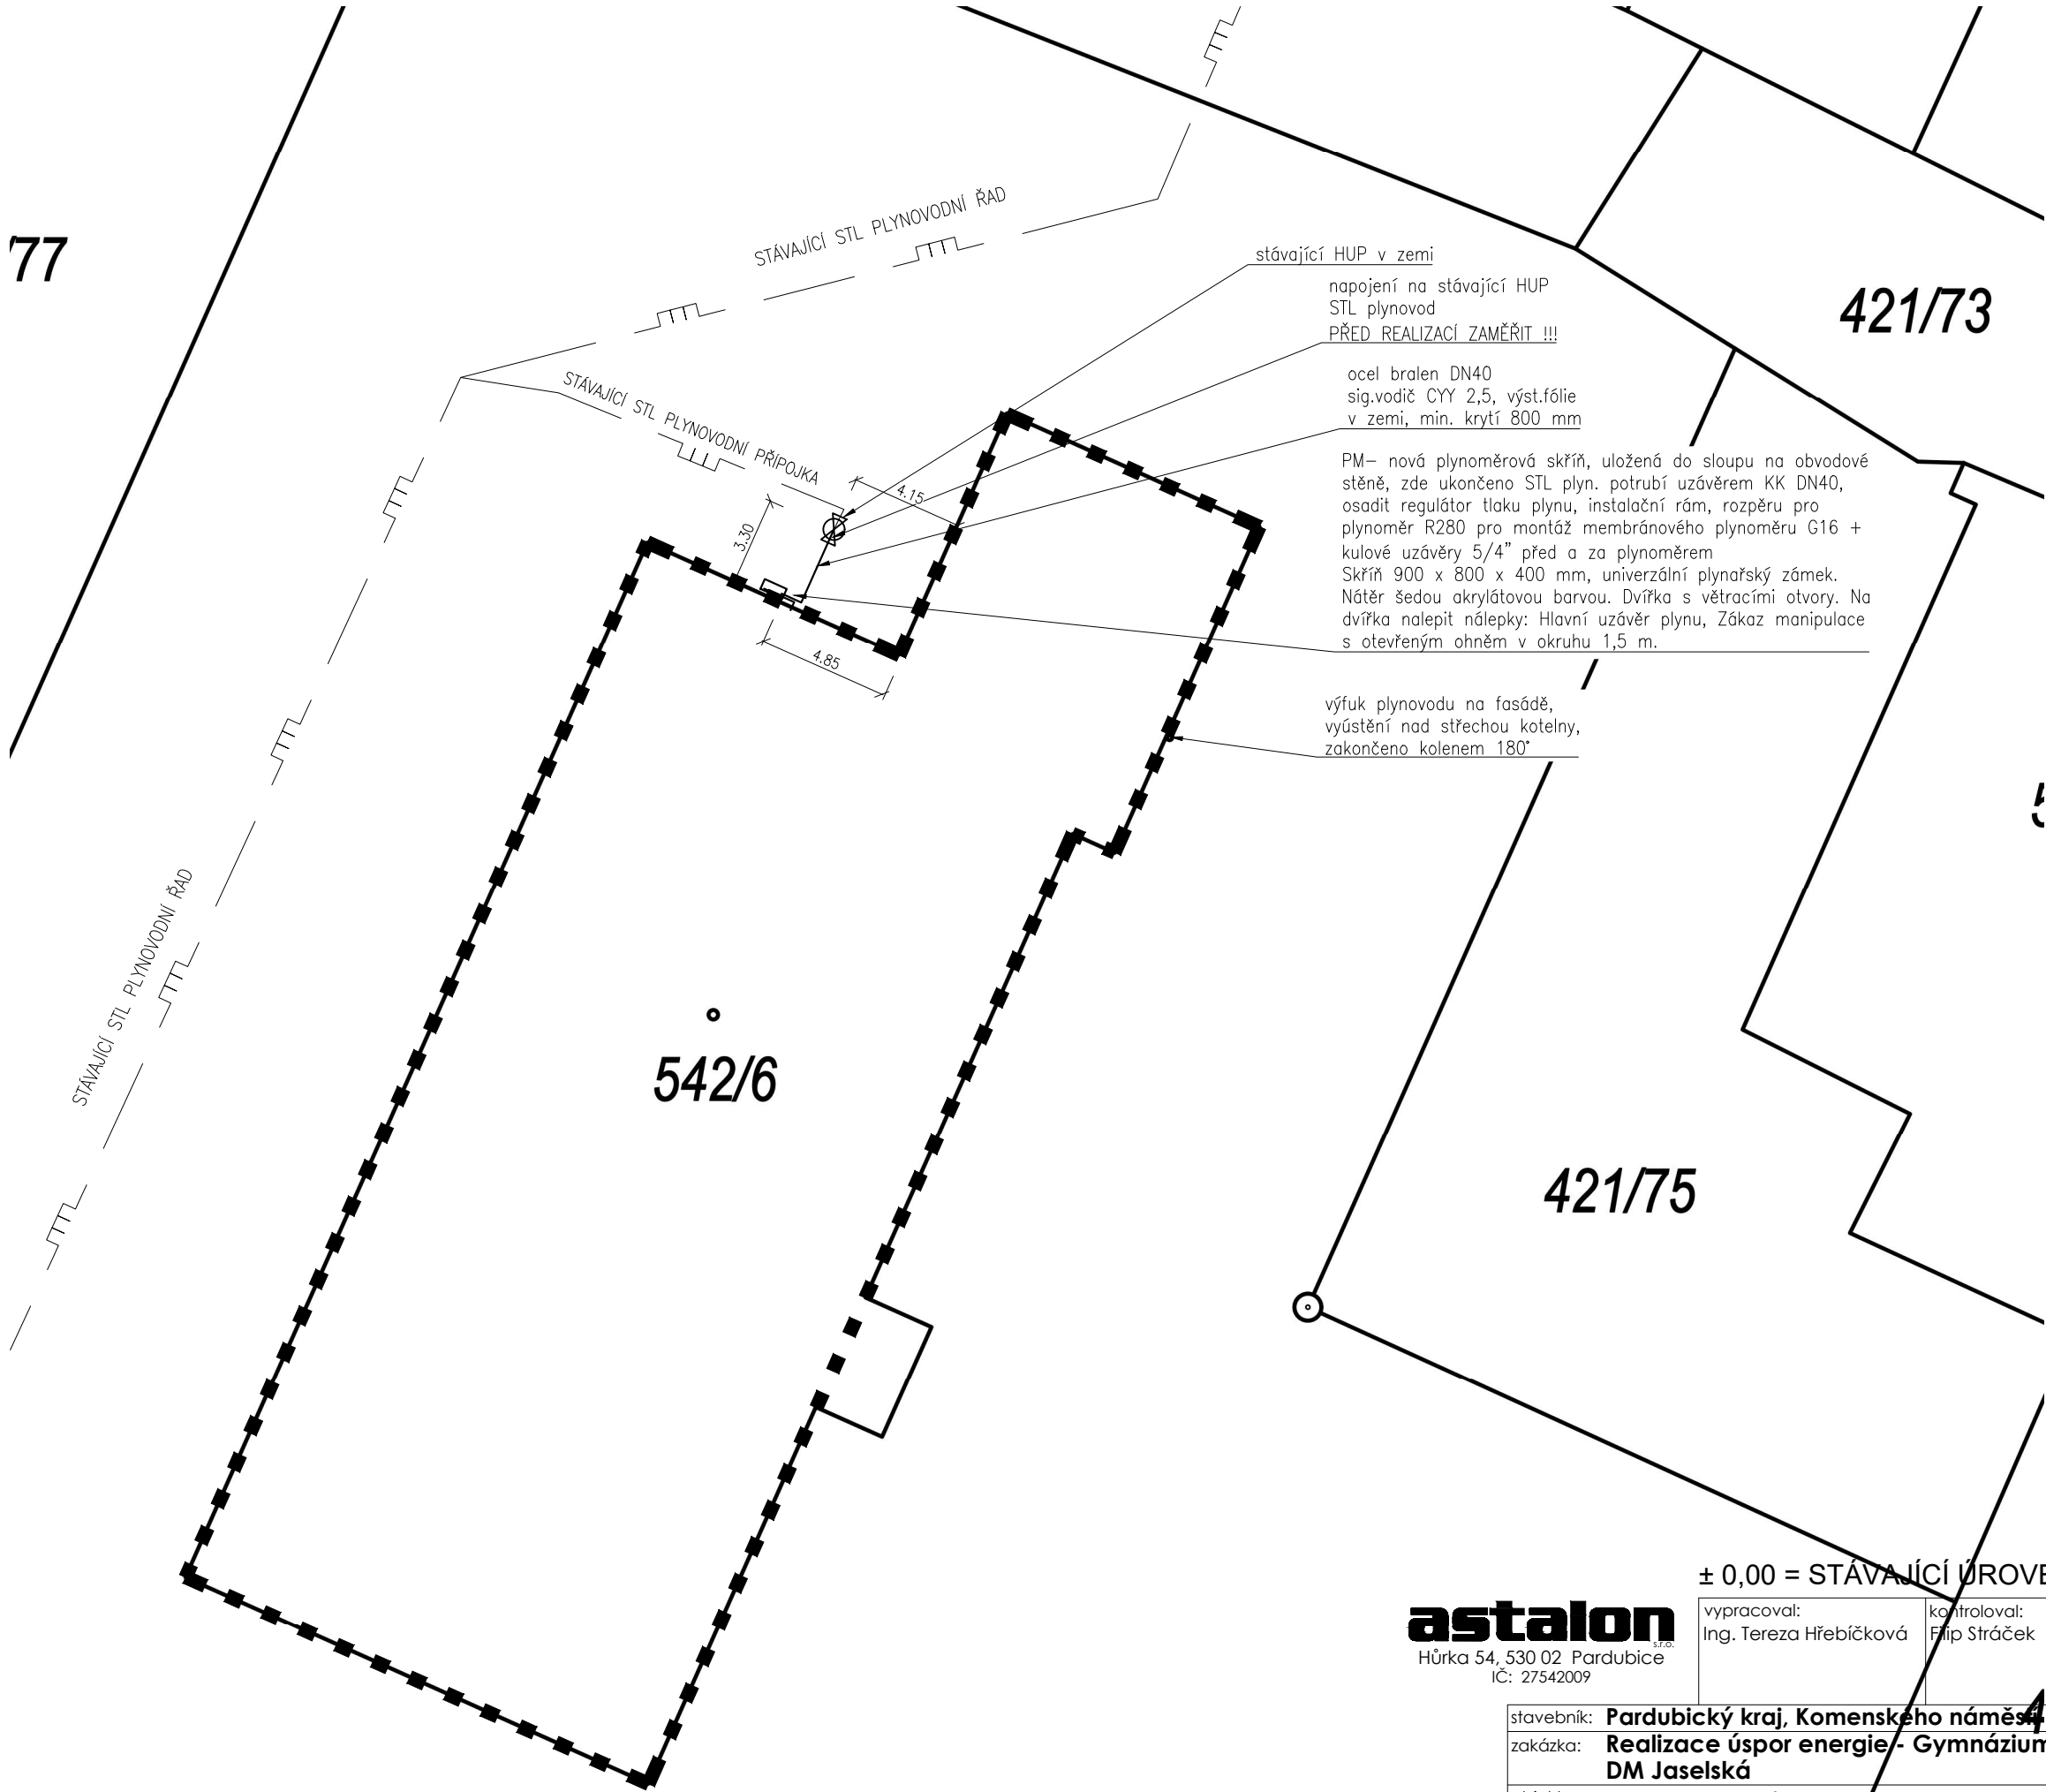 STÁVAJÍCÍ STL PLYNOVODNÍ ŘAD
77
stávající HUP v zemi
napojení na stávající HUP
STL plynovod
PŘED REALIZACÍ ZAMĚŘIT !!!
421/73
STÁVAJÍCÍ STL PLYNOVODNÍ PŘÍPOJKA
ocel bralen DN40
sig.vodič CYY 2,5, výst.fólie
v zemi, min. krytí 800 mm
4.15
3.30
4.85
PM– nová plynoměrová skříň, uložená do sloupu na obvodové
stěně, zde ukončeno STL plyn. potrubí uzávěrem KK DN40,
osadit regulátor tlaku plynu, instalační rám, rozpěru pro
plynoměr R280 pro montáž membránového plynoměru G16 +
kulové uzávěry 5/4" před a za plynoměrem
Skříň 900 x 800 x 400 mm, univerzální plynařský zámek.
Nátěr šedou akrylátovou barvou. Dvířka s větracími otvory. Na
dvířka nalepit nálepky: Hlavní uzávěr plynu, Zákaz manipulace
s otevřeným ohněm v okruhu 1,5 m.
výfuk plynovodu na fasádě,
vyústění nad střechou kotelny,
zakončeno kolenem 180°
STÁVAJÍCÍ STL PLYNOVODNÍ ŘAD
542/6
421/75
± 0,00 = STÁVAJÍCÍ ÚROVE
astalon s.r.o.
Hůrka 54, 530 02 Pardubice
IČ: 27542009
vypracoval:
Ing. Tereza Hřebíčková
kontroloval:
Filip Stráček
4
stavebník: Pardubický kraj, Komenského náměstí
zakázka: Realizace úspor energie - Gymnázium
DM Jaselská